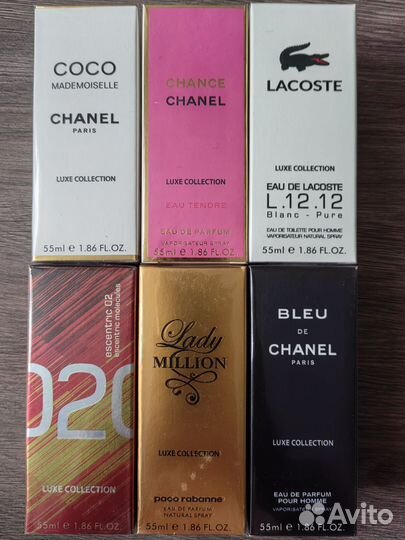 COCO
MADEMOISELLE
CHANEL
PARIS
LUXE COLLECTION
55ml ℮ 1.86 FL.OZ.
CHANCE
CHANEL
LUXE COLLECTION
EAU TENDRE
EAU DE PARFUM
VAPORISATEUR SPRAY
55ml ℮ 1.86 FL.OZ.
LACOSTE
LUXE COLLECTION
EAU DE LACOSTE
L.12.12
Blanc - Pure
EAU DE TOILETTE POUR HOMME
VAPORISATEUR NATURAL SPRAY
55ml ℮ 1.86 FL.OZ.
escentric 02
escentric molecules
020
LUXE COLLECTION
55ml ℮ 1.86 FL.OZ.
Lady
MILLION
LUXE COLLECTION
paco rabanne
EAU DE PARFUM
NATURAL SPRAY
55ml ℮ 1.86 FL.OZ.
BLEU
DE
CHANEL
PARIS
LUXE COLLECTION
EAU DE PARFUM
POUR HOMME
VAPORISATEUR SPRAY
55ml ℮ 1.86 FL.OZ.
Avito